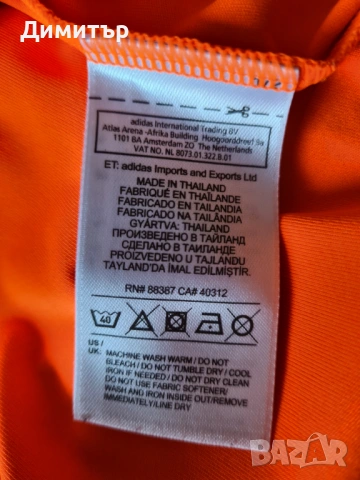 Димитър
adidas International Trading BV
Atlas Arena -Afrika Building Hoogoorddreef 9a
1101 BA Amsterdam ZO The Netherlands
VAT NO. NL 8073.01.322.B.01
ET: adidas Imports and Exports Ltd
MADE IN THAILAND
FABRIQUÉ EN THAÏLANDE
FABRICADO EN TAILANDIA
FABRICADO NA TAILÂNDIA
GYÁRTVA: THAILAND
ПРОИЗВЕДЕНО В ТАЙЛАНД
СДЕЛАНО В ТАИЛАНДЕ
PROIZVEDENO U TAJLANDU
TAYLAND'DA İMAL EDİLMİŞTİR.
RN# 88387 CA# 40312
40
US /
UK: MACHINE WASH WARM / DO NOT
BLEACH / DO NOT TUMBLE DRY / COOL
IRON IF NEEDED / DO NOT DRY CLEAN
DO NOT USE FABRIC SOFTENER/
WASH AND IRON INSIDE OUT/REMOVE
IMMEDIATELY/LINE DRY
BAZAR
bg